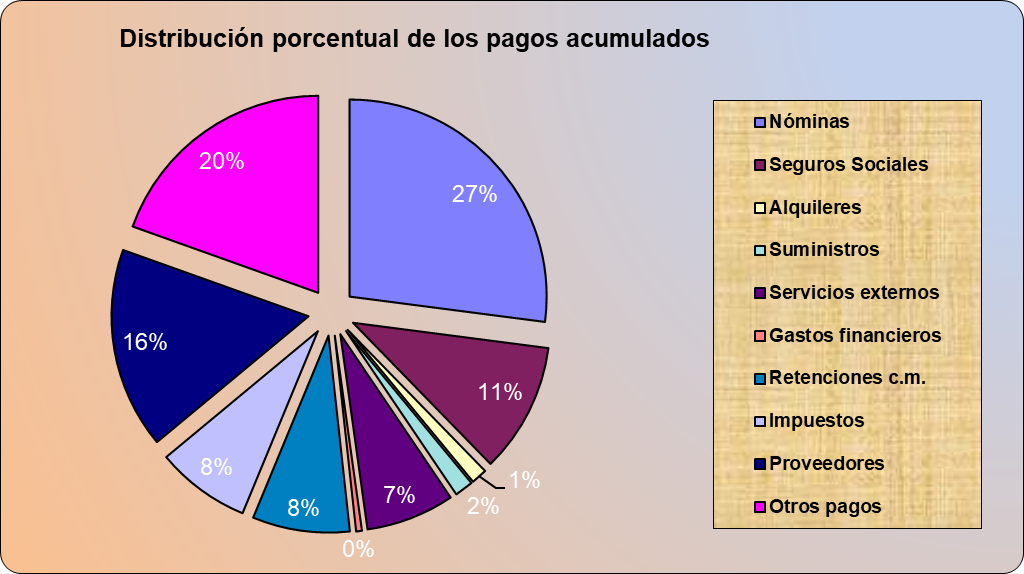 Distribución porcentual de los pagos acumulados
20%
27%
16%
11%
8%
8%
7%
1%
2%
0%
Nóminas
Seguros Sociales
Alquileres
Suministros
Servicios externos
Gastos financieros
Retenciones c.m.
Impuestos
Proveedores
Otros pagos